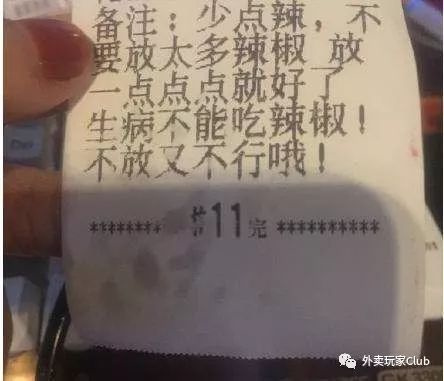 备注：少点辣，不
要放太多辣椒 放
一点点点就好了
生病不能吃辣椒！
不放又不行哦！
******** #11完 **********
外卖玩家Club